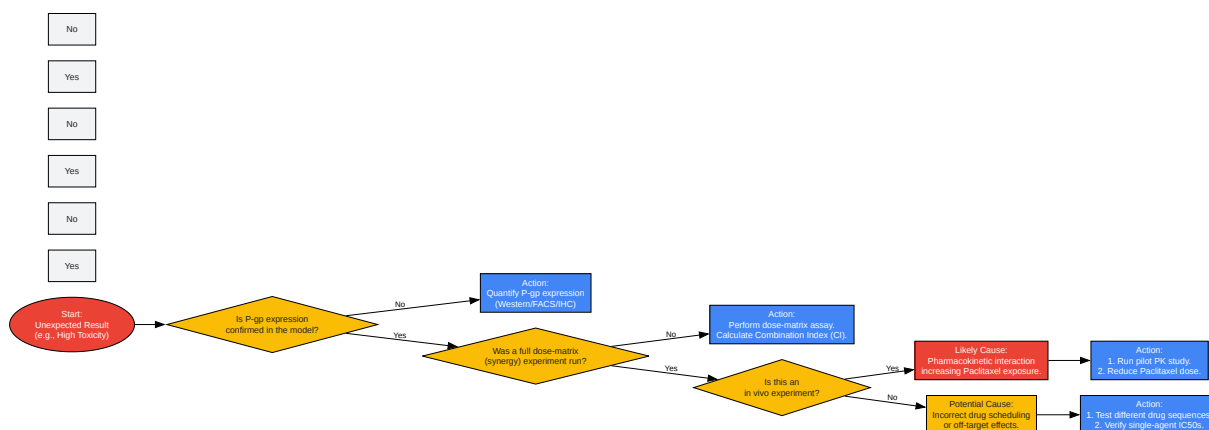 No
Yes
No
Yes
No
Yes
Start:
Unexpected Result
(e.g., High Toxicity)
Is P-gp expression
confirmed in the model?
No
Yes
Action:
Quantify P-gp expression
(Western/FACS/IHC)
Was a full dose-matrix
(synergy) experiment run?
No
Yes
Action:
Perform dose-matrix assay.
Calculate Combination Index (CI).
Is this an
in vivo experiment?
Yes
No
Likely Cause:
Pharmacokinetic interaction
increasing Paclitaxel exposure.
Action:
1. Run pilot PK study.
2. Reduce Paclitaxel dose.
Potential Cause:
Incorrect drug scheduling
or off-target effects.
Action:
1. Test different drug sequences.
2. Verify single-agent IC50s.